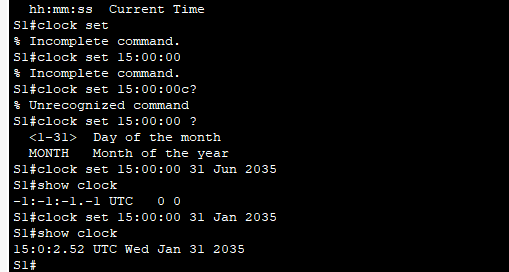 hh:mm:ss  Current Time
S1#clock set
% Incomplete command.
S1#clock set 15:00:00
% Incomplete command.
S1#clock set 15:00:00c?
% Unrecognized command
S1#clock set 15:00:00 ?
<1-31>  Day of the month
MONTH   Month of the year
S1#clock set 15:00:00 31 Jun 2035
S1#show clock
-1:-1:-1.-1 UTC   0 0
S1#clock set 15:00:00 31 Jan 2035
S1#show clock
15:0:2.52 UTC Wed Jan 31 2035
S1#